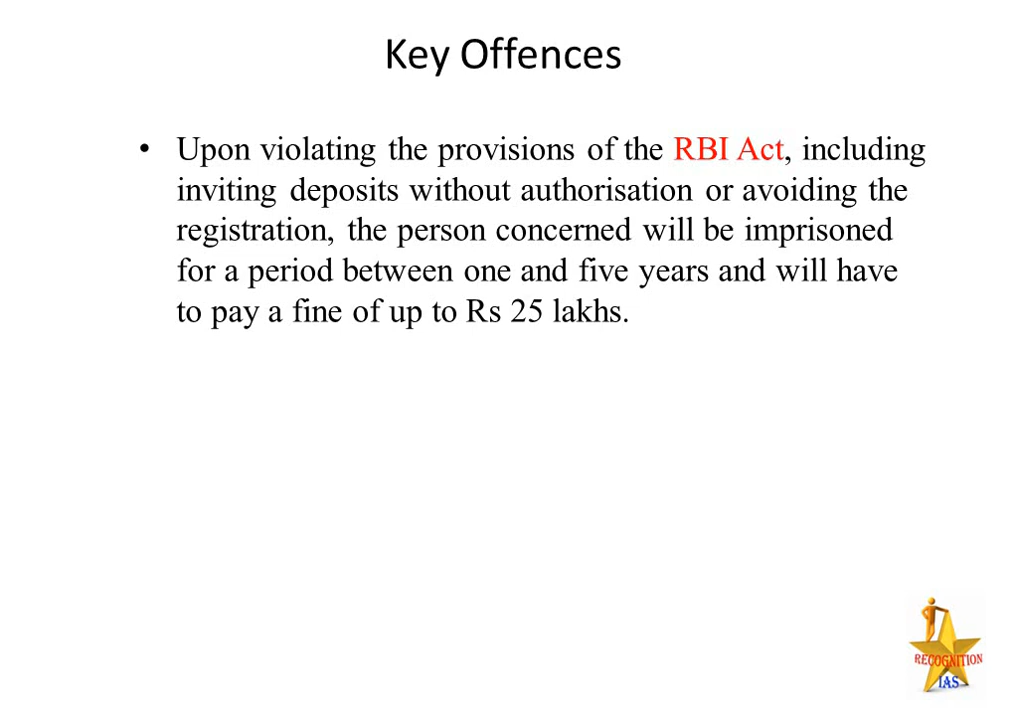 Key Offences
• Upon violating the provisions of the RBI Act, including
inviting deposits without authorisation or avoiding the
registration, the person concerned will be imprisoned
for a period between one and five years and will have
to pay a fine of up to Rs 25 lakhs.
RECOGNITION
IAS